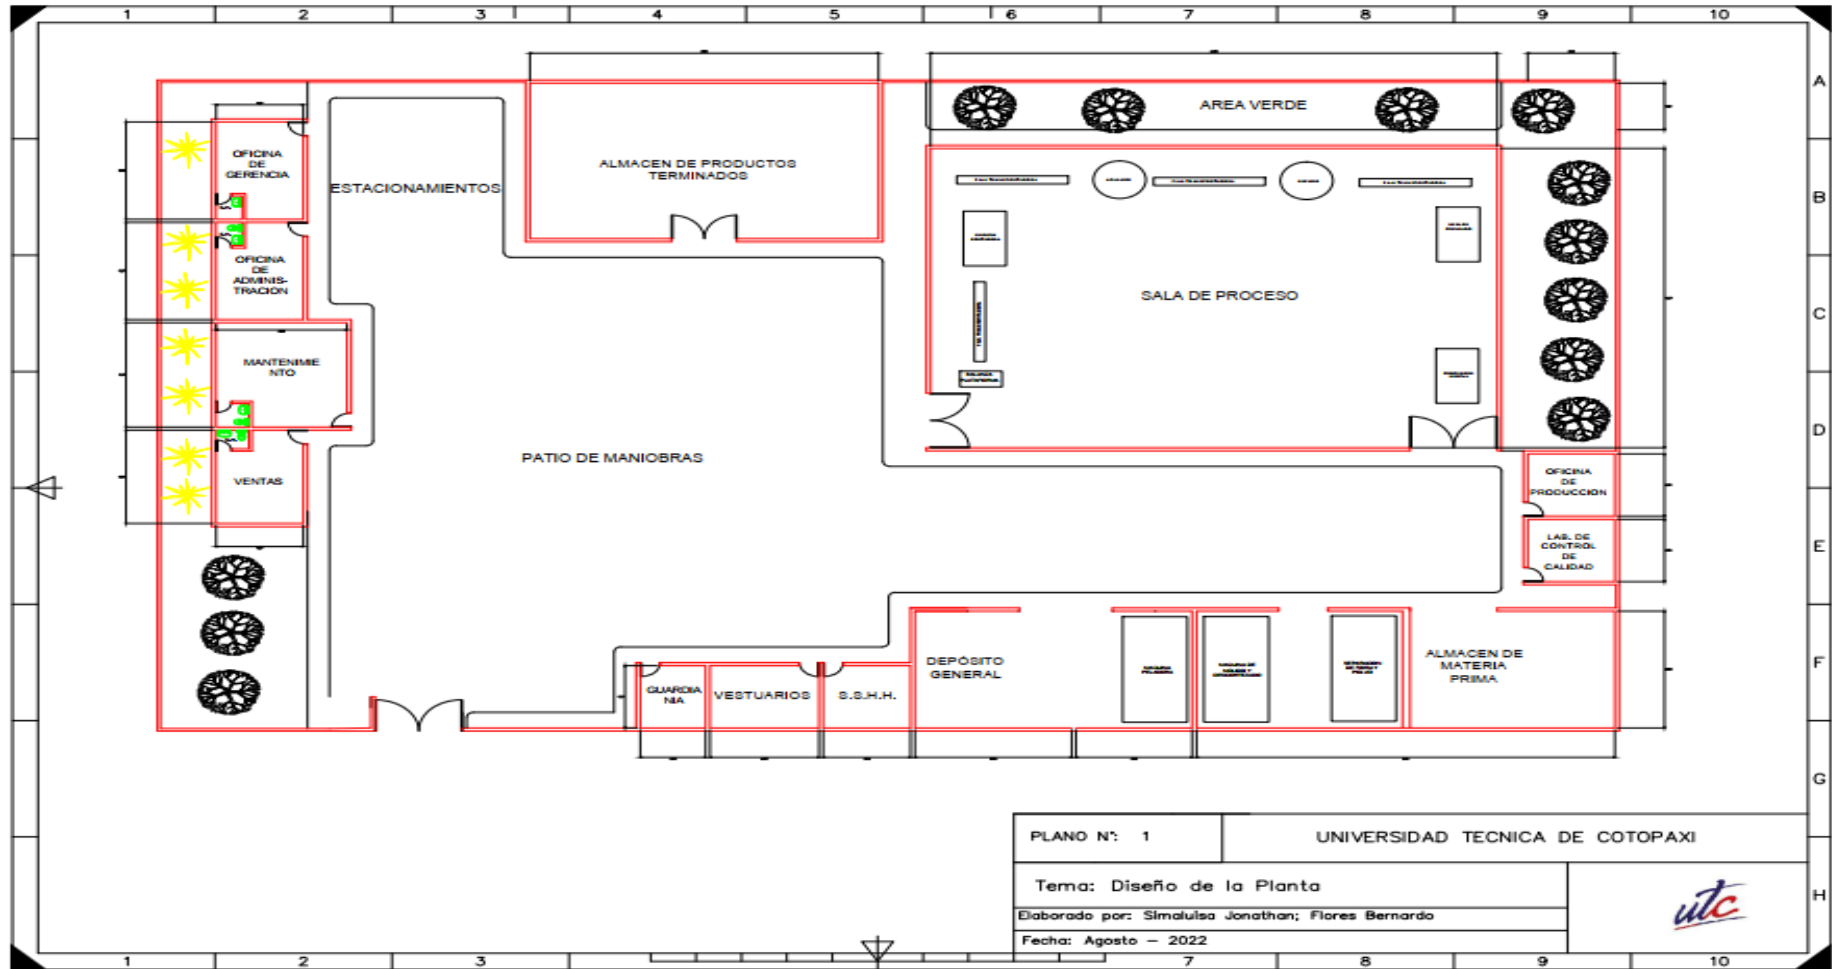 1 2 3 4 5 6 7 8 9 10
A
B
C
D
E
F
G
H
AREA VERDE
OFICINA
DE
GERENCIA
ESTACIONAMIENTOS
ALMACEN DE PRODUCTOS
TERMINADOS
OFICINA
DE
ADMINIS-
TRACION
SALA DE PROCESO
MANTENIMIE
NTO
PATIO DE MANIOBRAS
VENTAS
OFICINA
DE
PRODUCCION
LAB. DE
CONTROL
DE
CALIDAD
GUARDIA
NIA
VESTUARIOS
S.S.H.H.
DEPÓSITO
GENERAL
ALMACEN DE
MATERIA
PRIMA
PLANO N°: 1
UNIVERSIDAD TECNICA DE COTOPAXI
Tema: Diseño de la Planta
Elaborado por: Simaluisa Jonathan; Flores Bernardo
Fecha: Agosto - 2022
utc
1 2 3 7 8 9 10